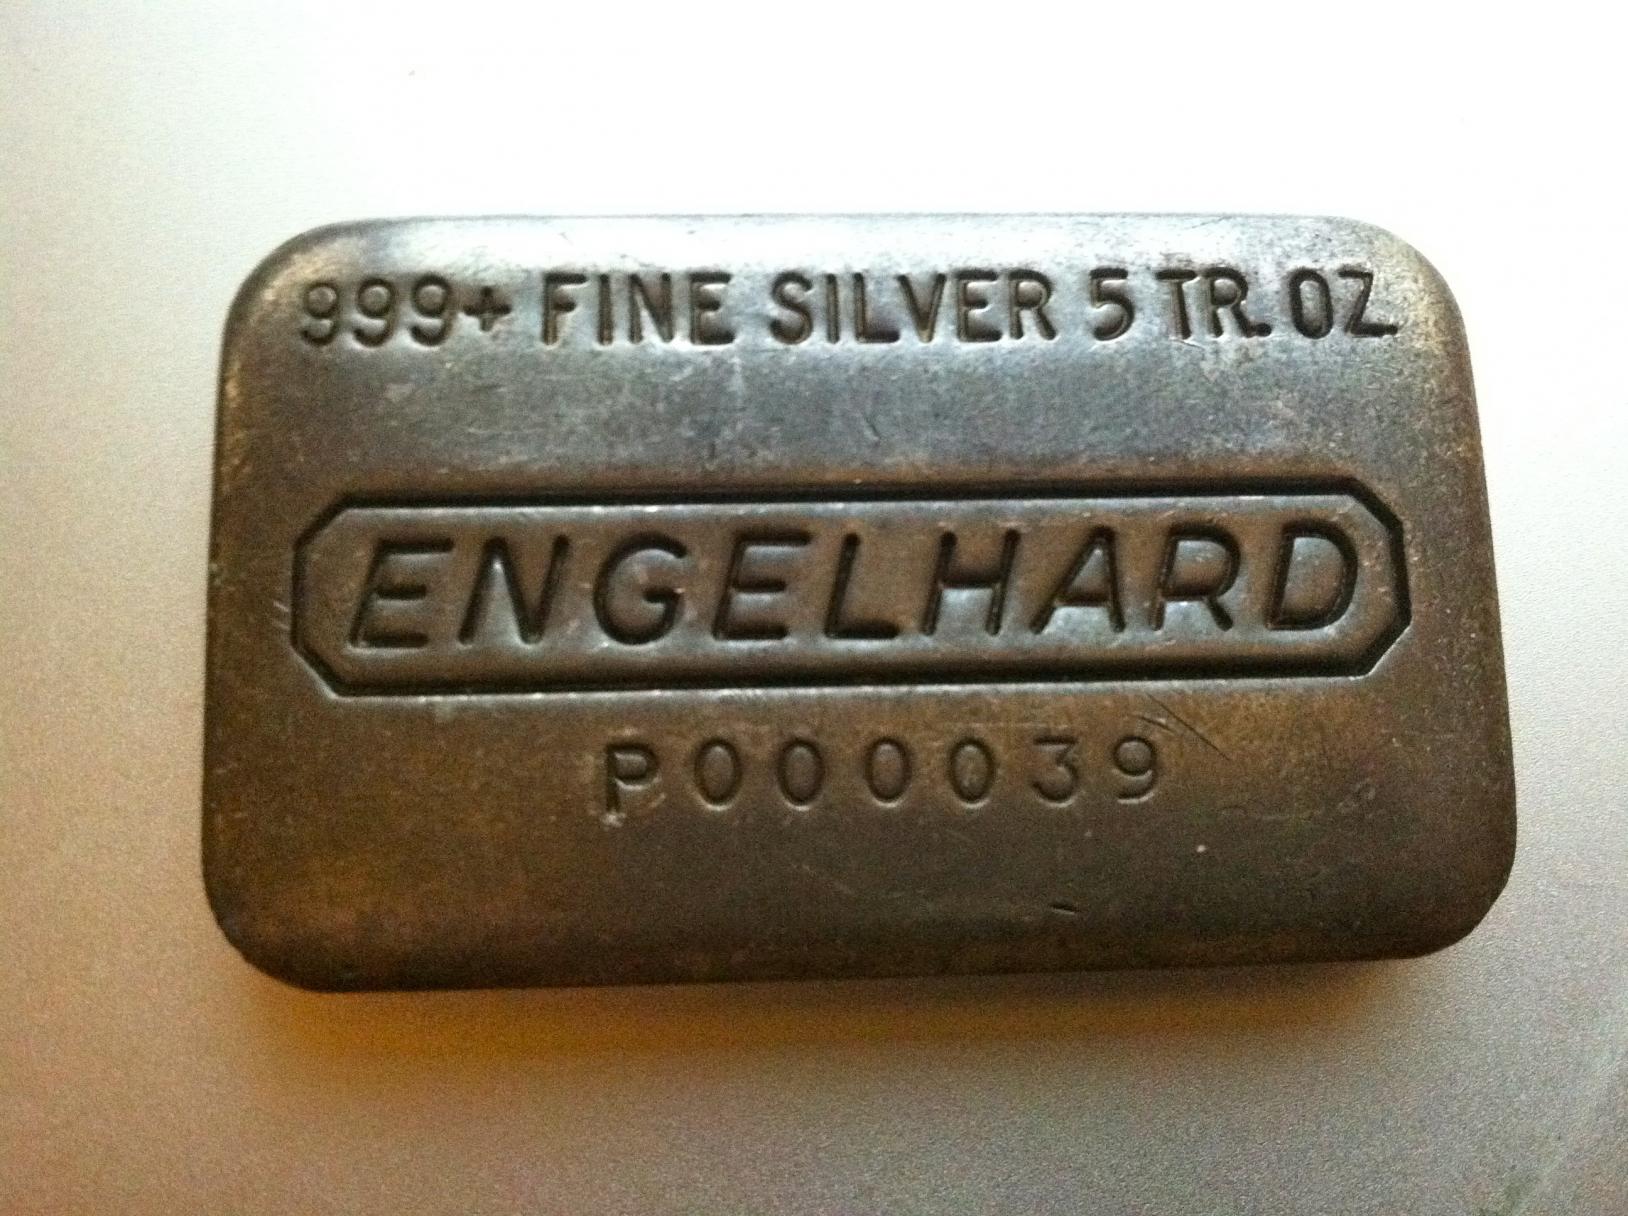 999+ FINE SILVER 5 TR. OZ.
ENGELHARD
P000039